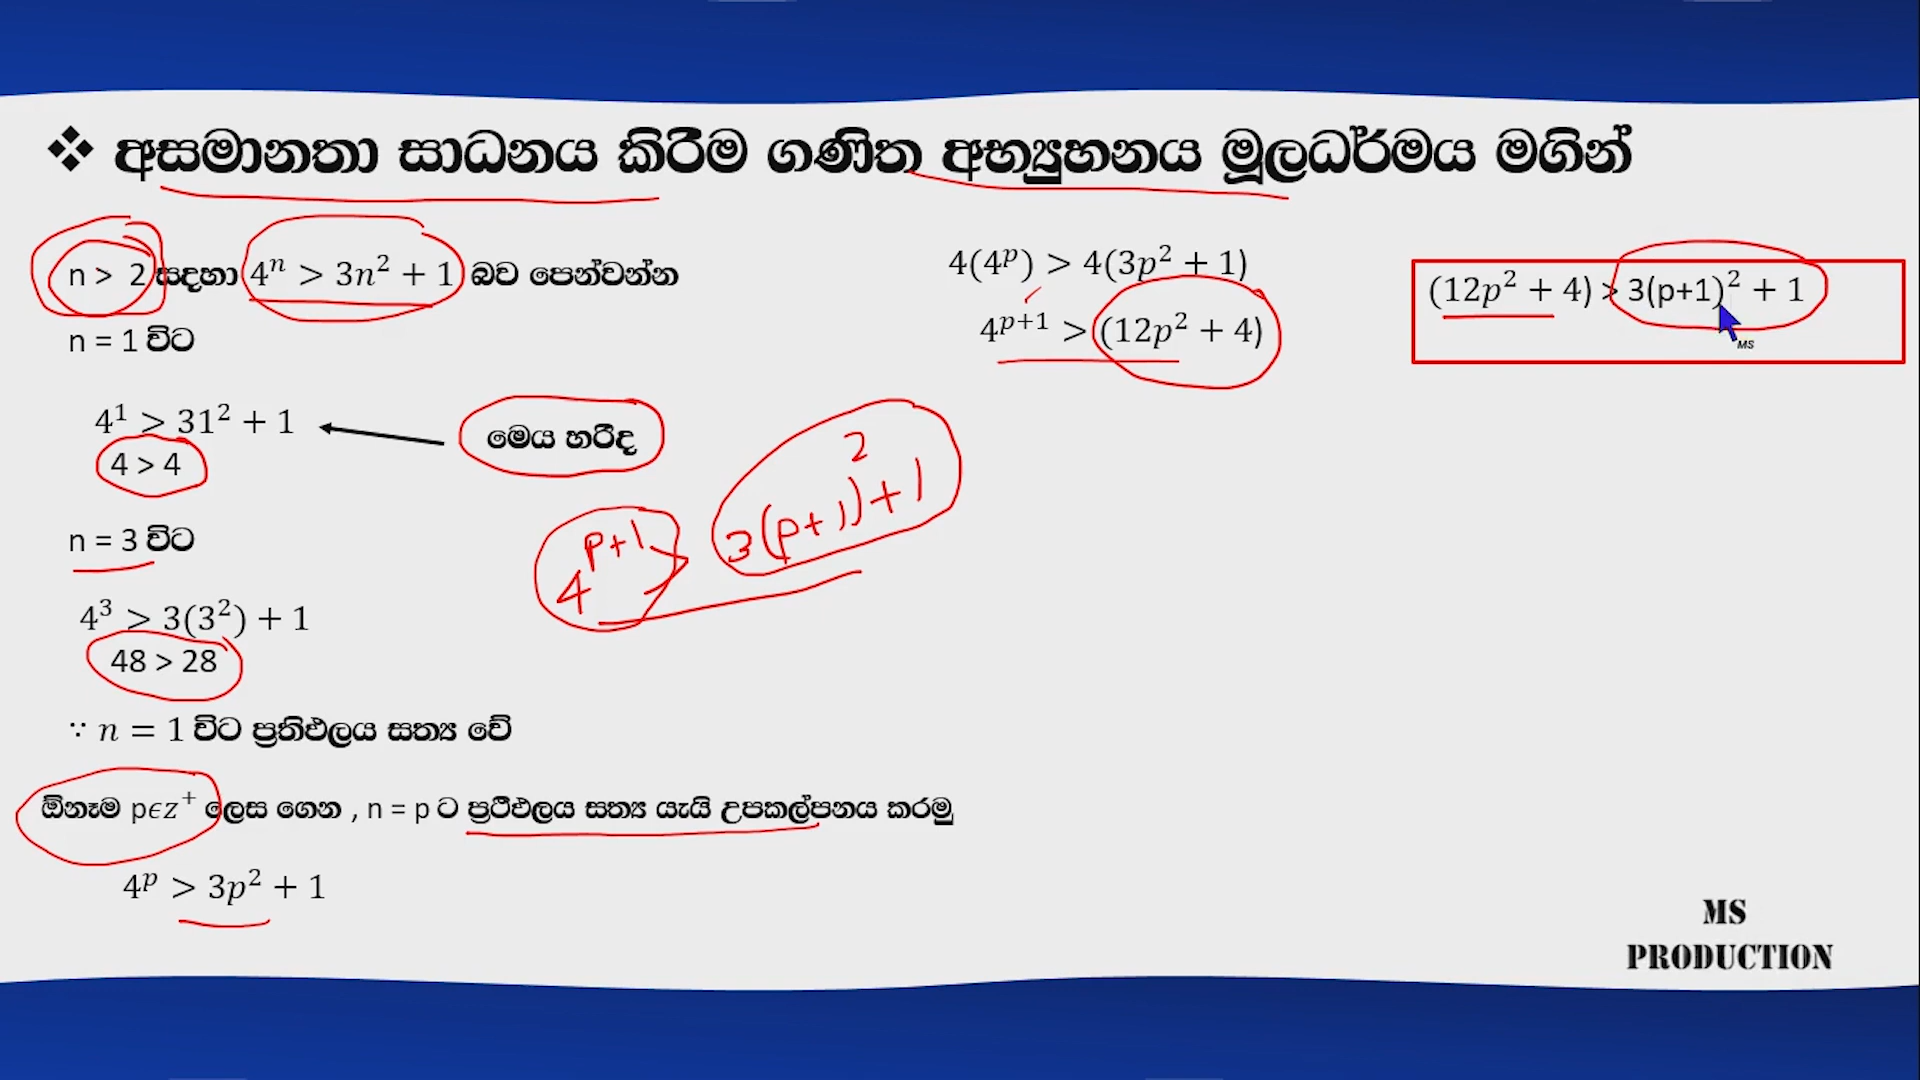 ❖ අසමානතා සාධනය කිරීම ගණිත අභ්‍යුහනය මූලධර්මය මගින්
n > 2 සඳහා 4ⁿ > 3n² + 1 බව පෙන්වන්න
n = 1 විට
4¹ > 31² + 1
මෙය හරීද
4 > 4
n = 3 විට
4³ > 3(3²) + 1
48 > 28
∵ n = 1 විට ප්‍රතිඵලය සත්‍ය වේ
ඕනෑම pϵz⁺ ලෙස ගෙන , n = p ට ප්‍රථිඵලය සත්‍ය යැයි උපකල්පනය කරමු
4ᵖ > 3p² + 1
4ᵖ⁺¹ > 3(p+1)² + 1
4(4ᵖ) > 4(3p² + 1)
4ᵖ⁺¹ > (12p² + 4)
(12p² + 4) > 3(p+1)² + 1
MS
MS
PRODUCTION